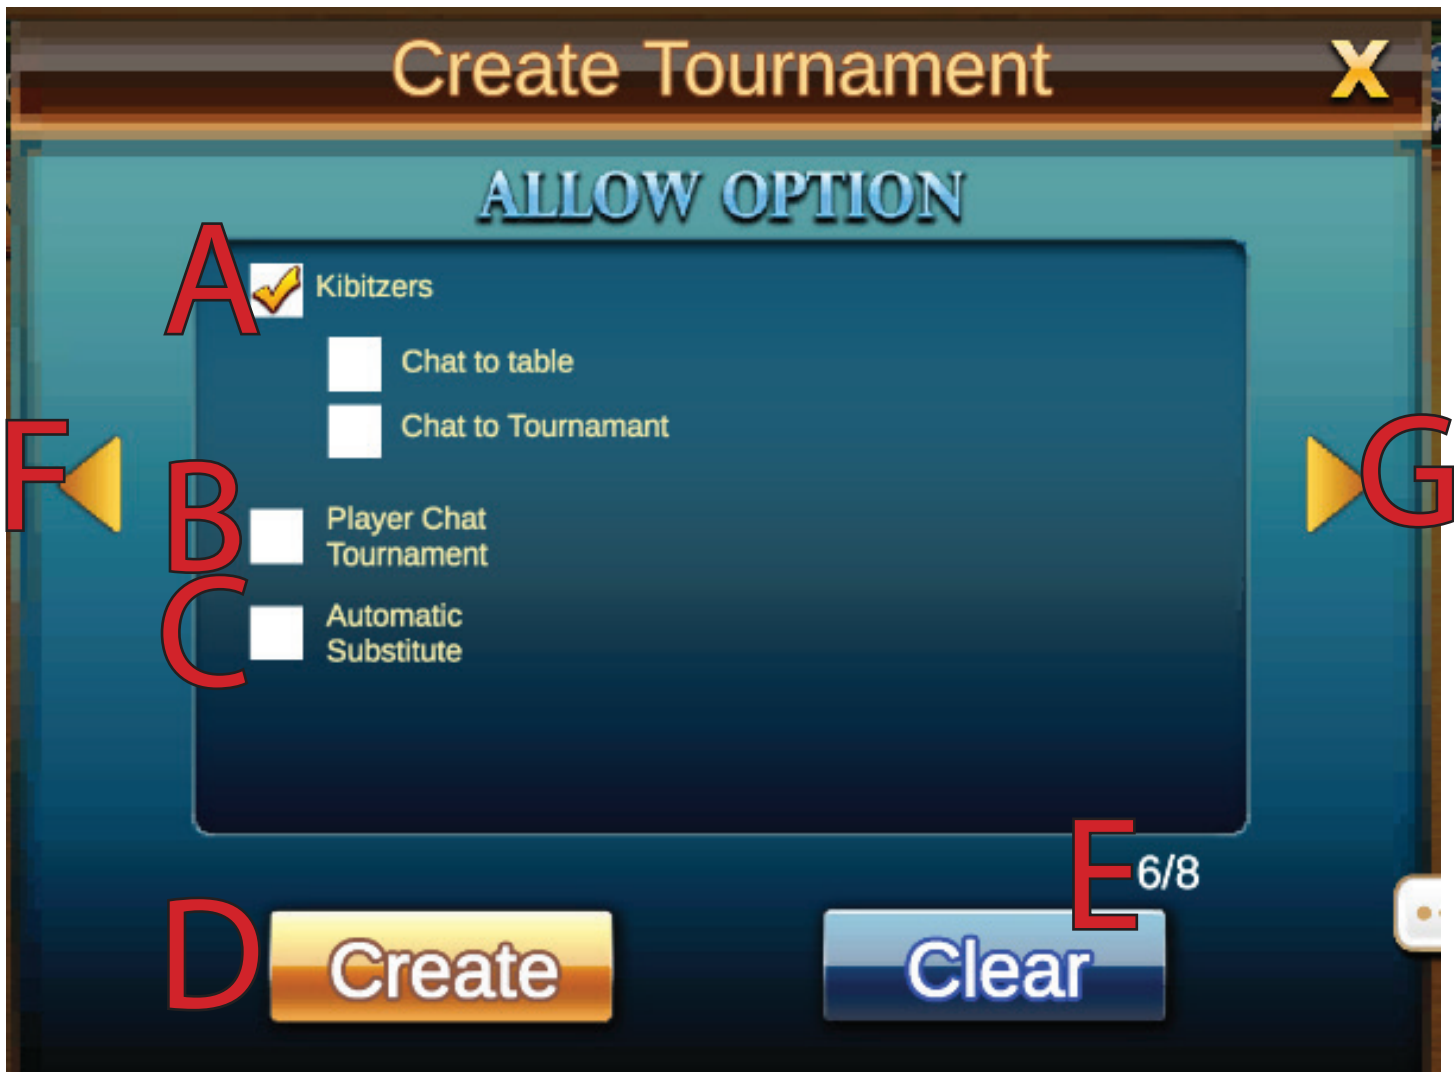 Create Tournament X
ALLOW OPTION
A Kibitzers
Chat to table
Chat to Tournamant
F
G
B Player Chat
Tournament
C Automatic
Substitute
E 6/8
D Create Clear